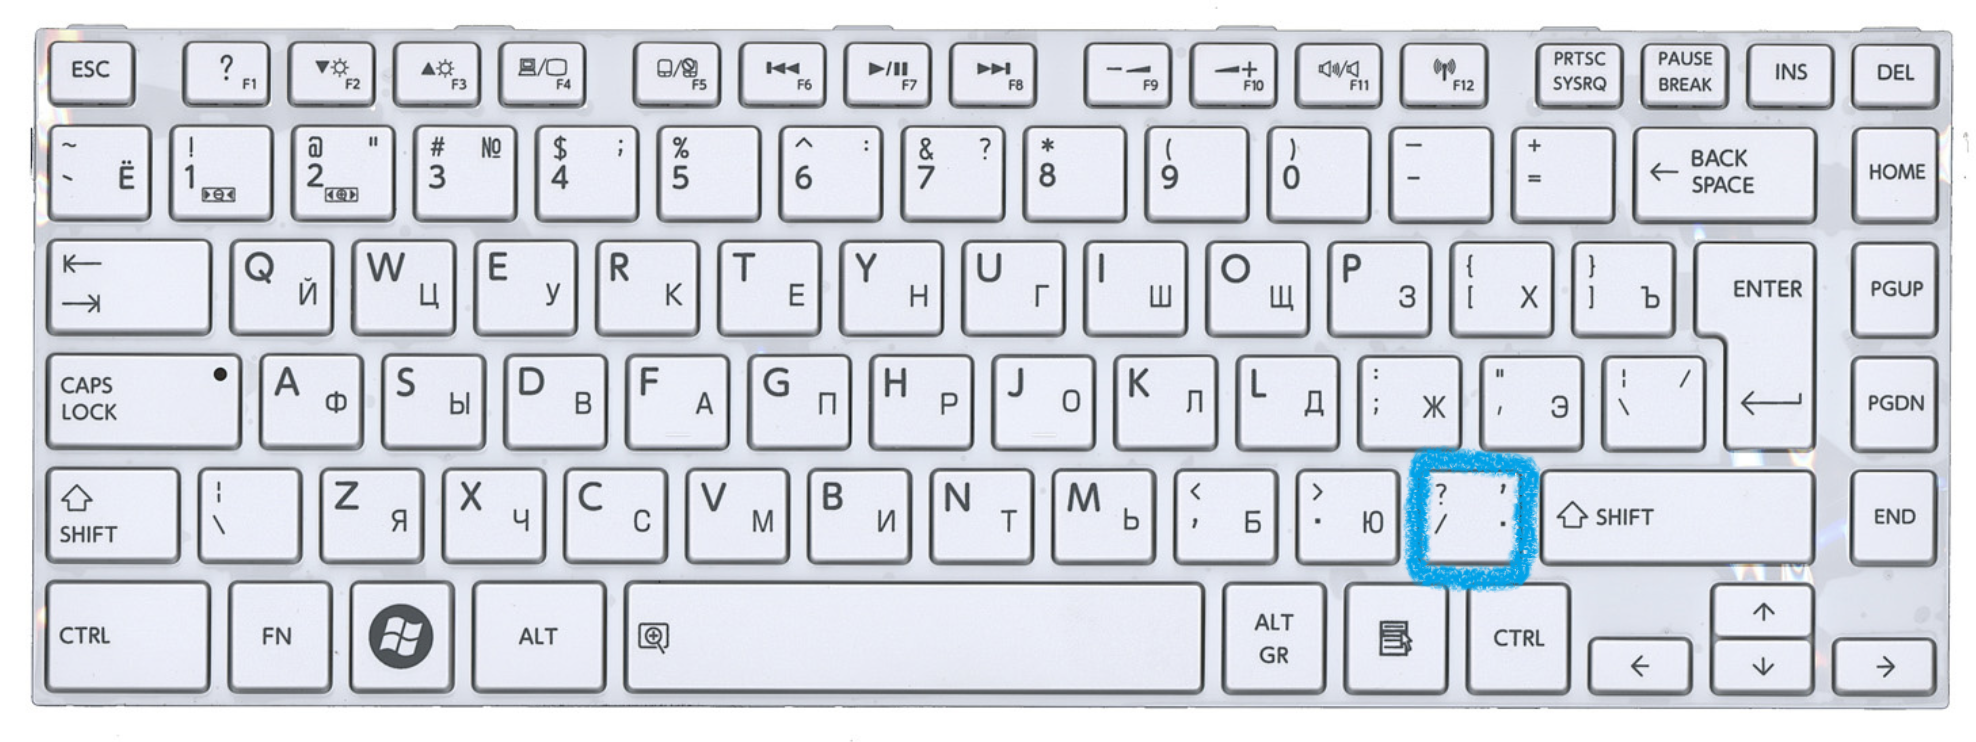 ESC ? F1 F2 F3 F4 F5 F6 F7 F8 F9 F10 F11 F12 PRTSC SYSRQ PAUSE BREAK INS DEL
~ ` Ё ! 1 @ " 2 # № 3 $ ; 4 % 5 ^ : 6 & ? 7 * 8 ( 9 ) 0 — - + = ← BACK SPACE HOME
Q Й W Ц E У R К T Е Y Н U Г I Ш O Щ P З { [ Х } ] Ъ ENTER PGUP
CAPS LOCK A Ф S Ы D В F А G П H Р J О K Л L Д : ; Ж " ' Э ¦ / \ PGDN
SHIFT ¦ \ Z Я X Ч C С V М B И N Т M Ь < , Б > . Ю ? , / . SHIFT END
CTRL FN ALT ALT GR CTRL ← ↑ ↓ →